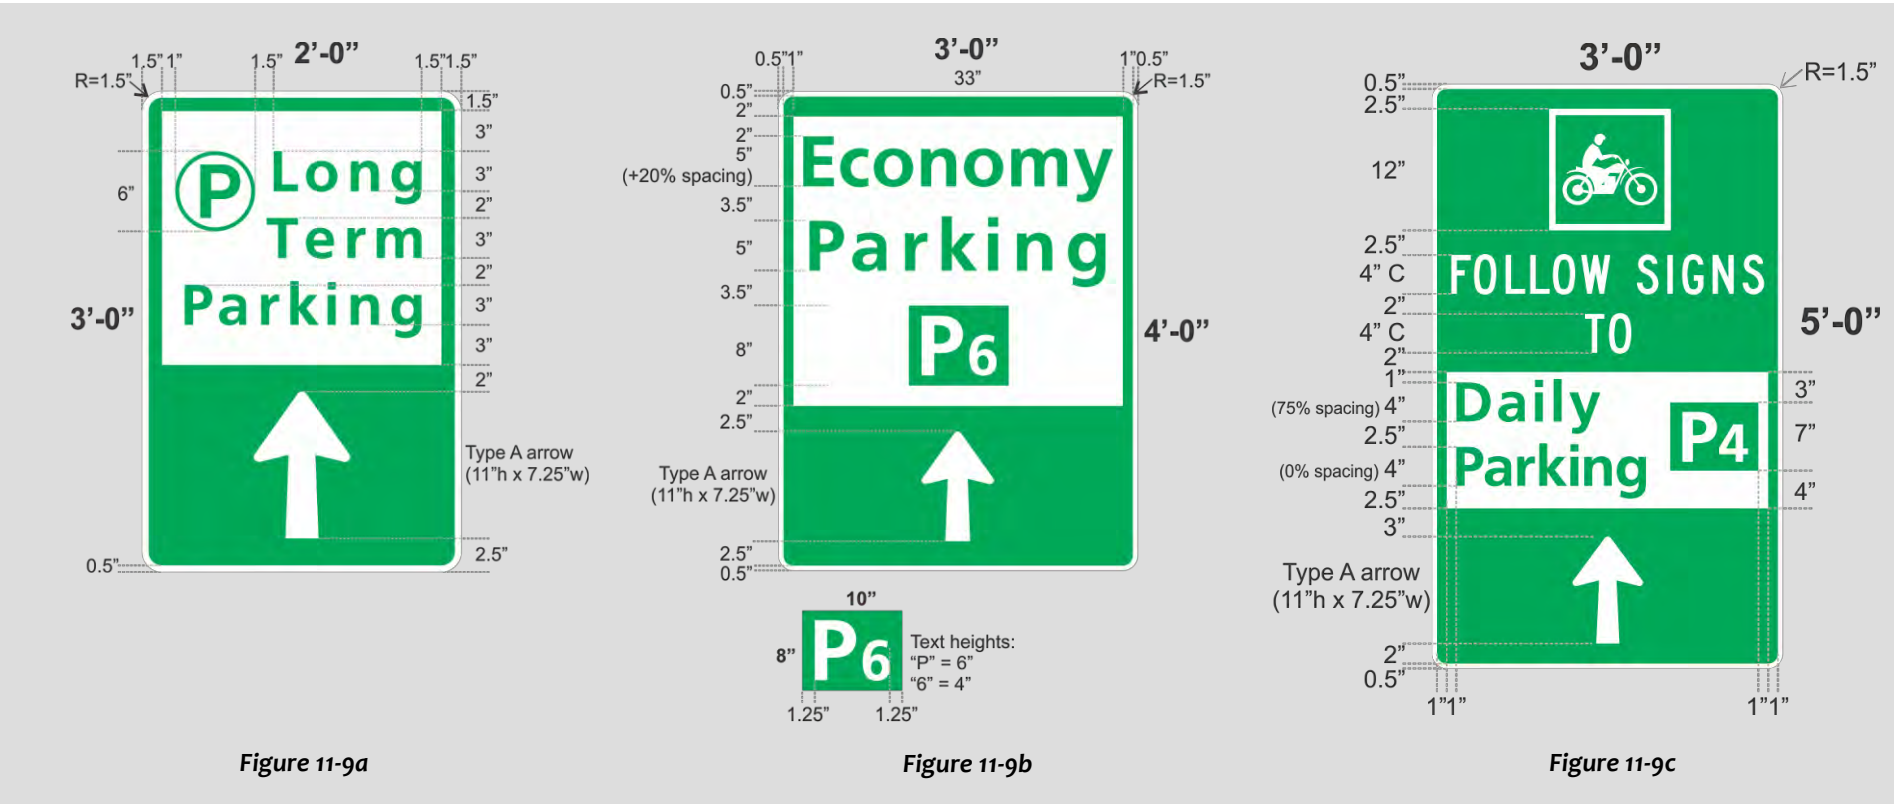 2’-0”
1.5” 1” 1.5” 1.5” 1.5”
R=1.5”
1.5”
3”
P Long
6”
3”
2”
Term
3”
2”
Parking
3”
3’-0”
3”
2”
Type A arrow
(11”h x 7.25”w)
0.5”
2.5”
Figure 11-9a
3’-0”
0.5” 1” 33” 1” 0.5”
R=1.5”
0.5”
2”
2”
5”
(+20% spacing)
Economy
3.5”
5”
Parking
3.5”
8”
P6
4’-0”
2”
2.5”
Type A arrow
(11”h x 7.25”w)
2.5”
0.5”
10”
8”
P6
Text heights:
“P” = 6”
“6” = 4”
1.25” 1.25”
Figure 11-9b
3’-0”
R=1.5”
0.5”
2.5”
12”
2.5”
4” C
FOLLOW SIGNS
2”
4” C
TO
5’-0”
2”
1”
(75% spacing) 4”
Daily
2.5”
(0% spacing) 4”
Parking
P4
3”
7”
4”
2.5”
3”
Type A arrow
(11”h x 7.25”w)
2”
0.5”
1” 1” 1” 1”
Figure 11-9c